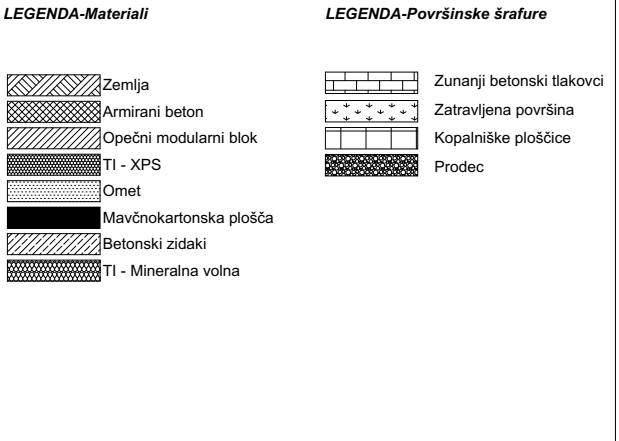 LEGENDA-Materiali
Zemlja
Armirani beton
Opečni modularni blok
TI - XPS
Omet
Mavčnokartonska plošča
Betonski zidaki
TI - Mineralna volna
LEGENDA-Površinske šrafure
Zunanji betonski tlakovci
Zatravljena površina
Kopalniške ploščice
Prodec